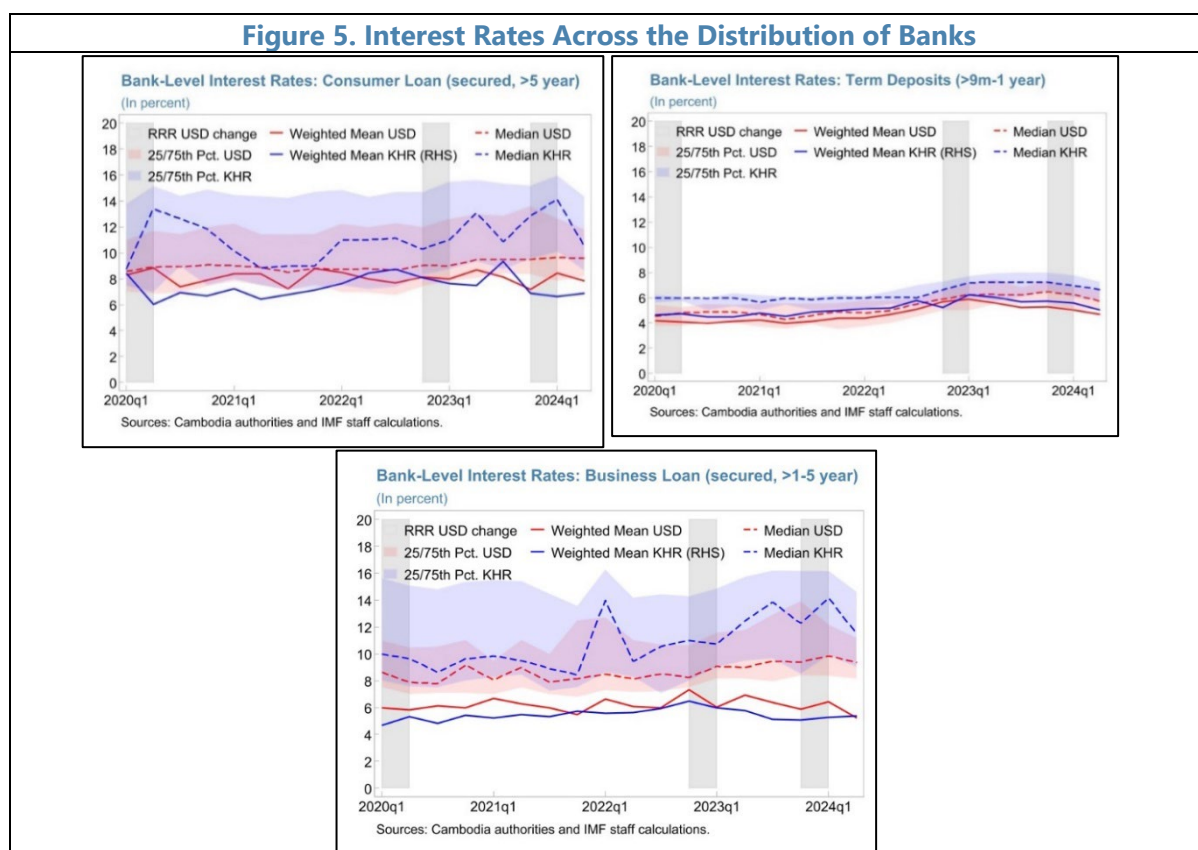 Figure 5. Interest Rates Across the Distribution of Banks
Bank-Level Interest Rates: Consumer Loan (secured, >5 year)
(In percent)
20
18
16
14
12
10
8
6
4
2
0
RRR USD change
Weighted Mean USD
Median USD
25/75th Pct. USD
Weighted Mean KHR (RHS)
Median KHR
25/75th Pct. KHR
2020q1
2021q1
2022q1
2023q1
2024q1
Sources: Cambodia authorities and IMF staff calculations.
Bank-Level Interest Rates: Term Deposits (>9m-1 year)
(In percent)
20
18
16
14
12
10
8
6
4
2
0
RRR USD change
Weighted Mean USD
Median USD
25/75th Pct. USD
Weighted Mean KHR (RHS)
Median KHR
25/75th Pct. KHR
2020q1
2021q1
2022q1
2023q1
2024q1
Sources: Cambodia authorities and IMF staff calculations.
Bank-Level Interest Rates: Business Loan (secured, >1-5 year)
(In percent)
20
18
16
14
12
10
8
6
4
2
0
RRR USD change
Weighted Mean USD
Median USD
25/75th Pct. USD
Weighted Mean KHR (RHS)
Median KHR
25/75th Pct. KHR
2020q1
2021q1
2022q1
2023q1
2024q1
Sources: Cambodia authorities and IMF staff calculations.